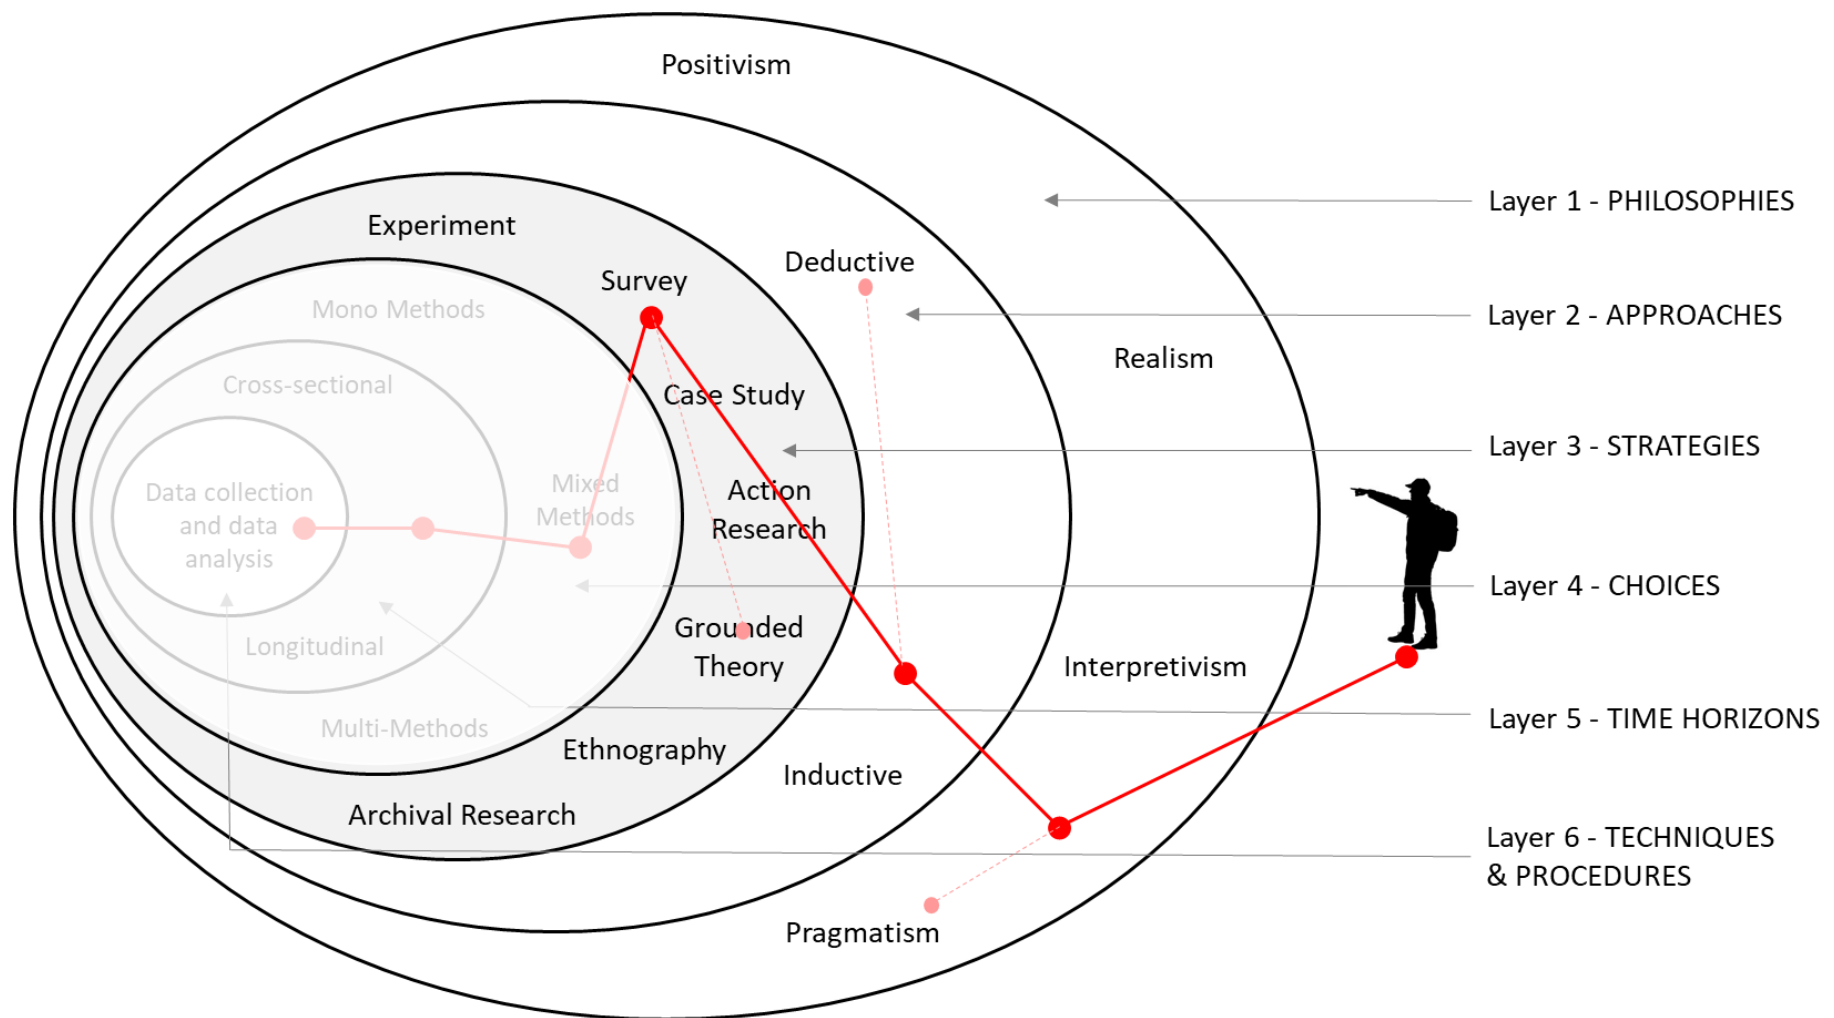 Positivism
Experiment
Survey
Deductive
Mono Methods
Cross-sectional
Case Study
Realism
Data collection
and data
analysis
Mixed
Methods
Action
Research
Longitudinal
Grounded
Theory
Interpretivism
Multi-Methods
Ethnography
Inductive
Archival Research
Pragmatism
Layer 1 - PHILOSOPHIES
Layer 2 - APPROACHES
Layer 3 - STRATEGIES
Layer 4 - CHOICES
Layer 5 - TIME HORIZONS
Layer 6 - TECHNIQUES
& PROCEDURES